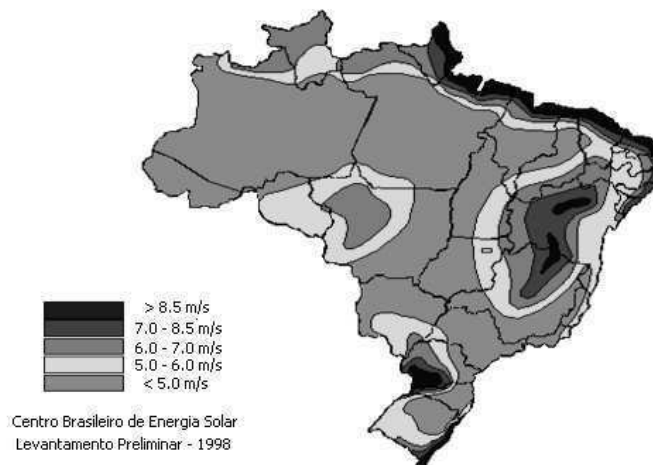 > 8.5 m/s
7.0 - 8.5 m/s
6.0 - 7.0 m/s
5.0 - 6.0 m/s
< 5.0 m/s
Centro Brasileiro de Energia Solar
Levantamento Preliminar - 1998